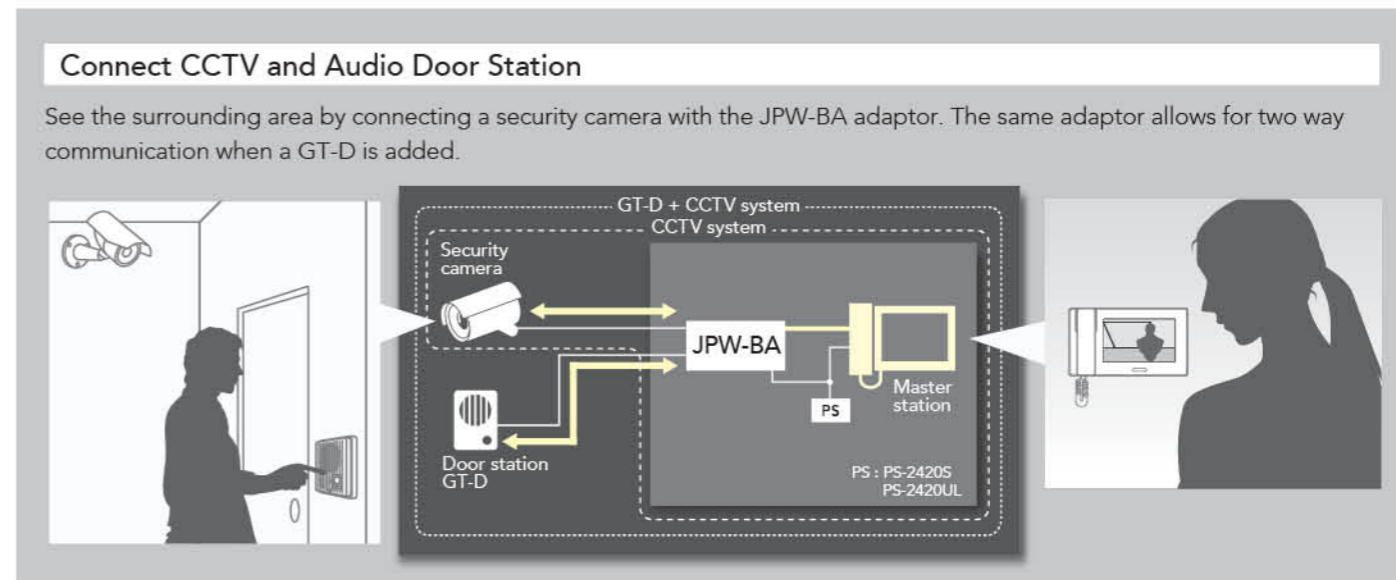 Connect CCTV and Audio Door Station
See the surrounding area by connecting a security camera with the JPW-BA adaptor. The same adaptor allows for two way
communication when a GT-D is added.
GT-D + CCTV system
CCTV system
Security
camera
JPW-BA
Master
station
PS
Door station
GT-D
PS : PS-2420S
PS-2420UL